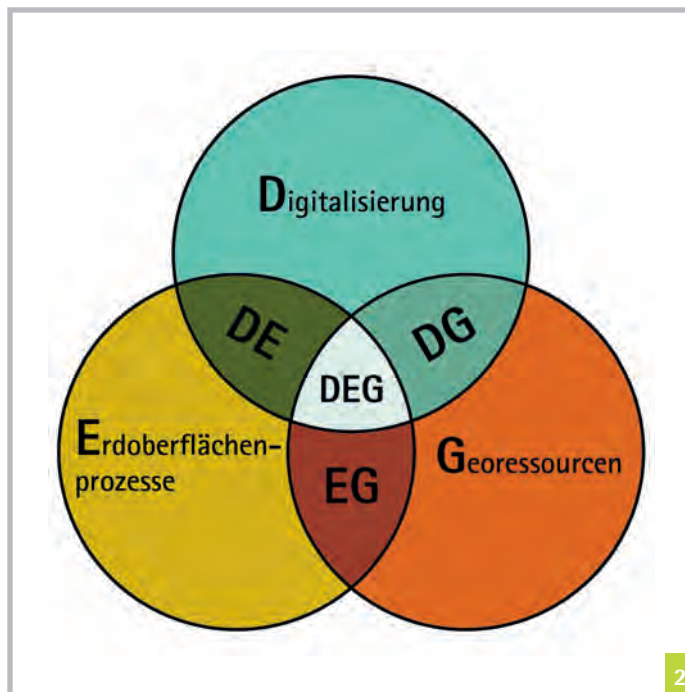 Digitalisierung
DE
DG
DEG
Erdoberflächen-
prozesse
Georessourcen
EG
2